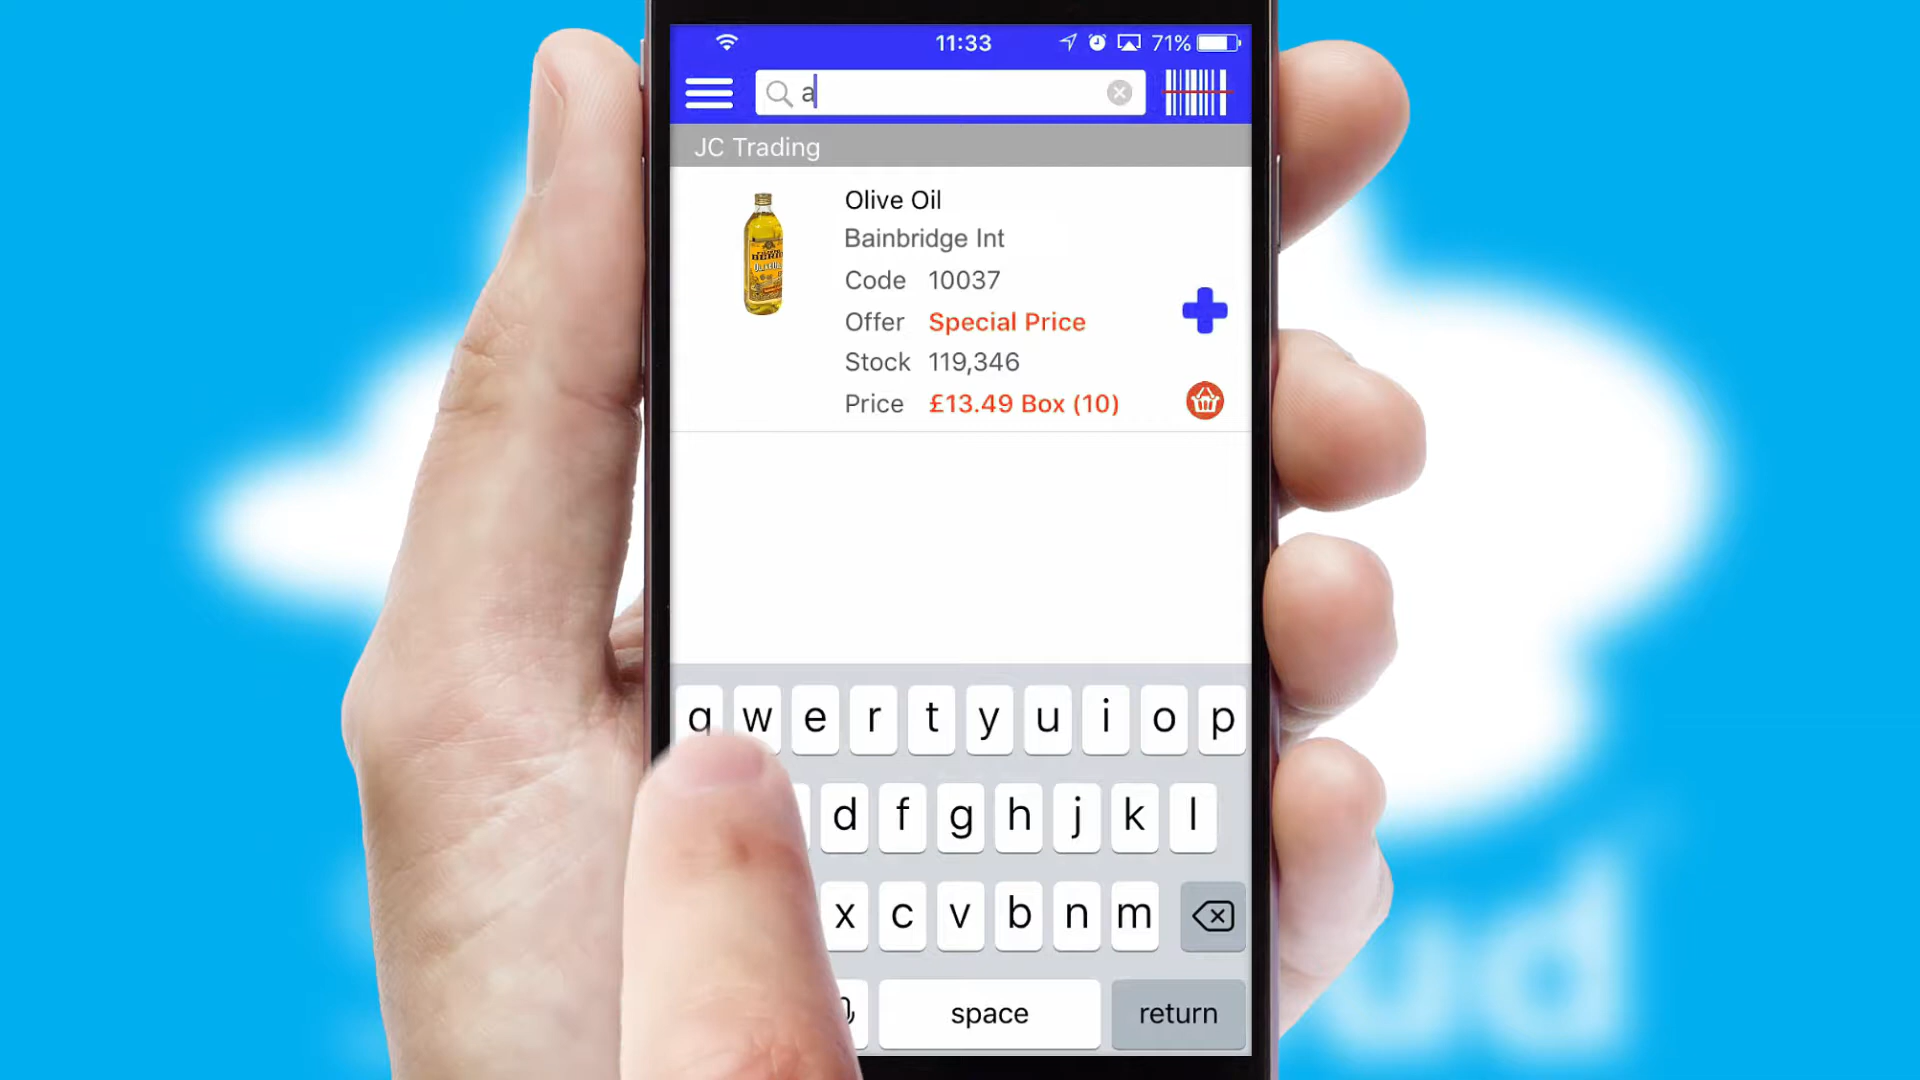 11:33
71%
a
JC Trading
Olive Oil
Bainbridge Int
Code 10037
Offer Special Price
Stock 119,346
Price £13.49 Box (10)
q w e r t y u i o p
d f g h j k l
x c v b n m
space return
ud